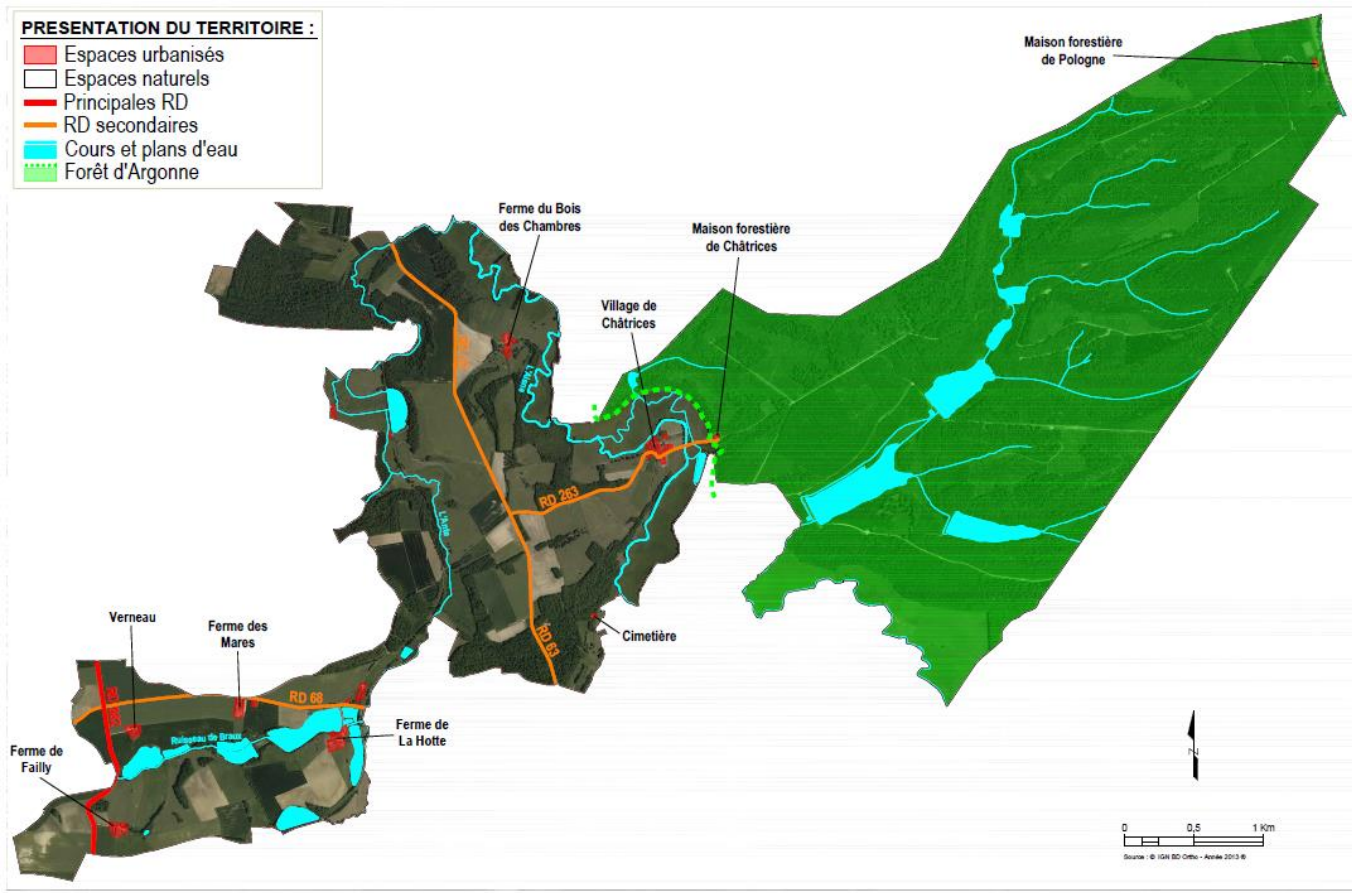 PRESENTATION DU TERRITOIRE :
Espaces urbanisés
Espaces naturels
Principales RD
RD secondaires
Cours et plans d'eau
Forêt d'Argonne
Maison forestière
de Pologne
Ferme du Bois
des Chambres
Maison forestière
de Châtrices
Village de
Châtrices
RD 263
L'Ante
Cimetière
RD 63
Verneau
Ferme des
Mares
RD 68
Ruisseau de Braux
Ferme de
La Hotte
Ferme de
Failly
N
0 0,5 1 Km
Source : © IGN BD Ortho - Année 2013 ®